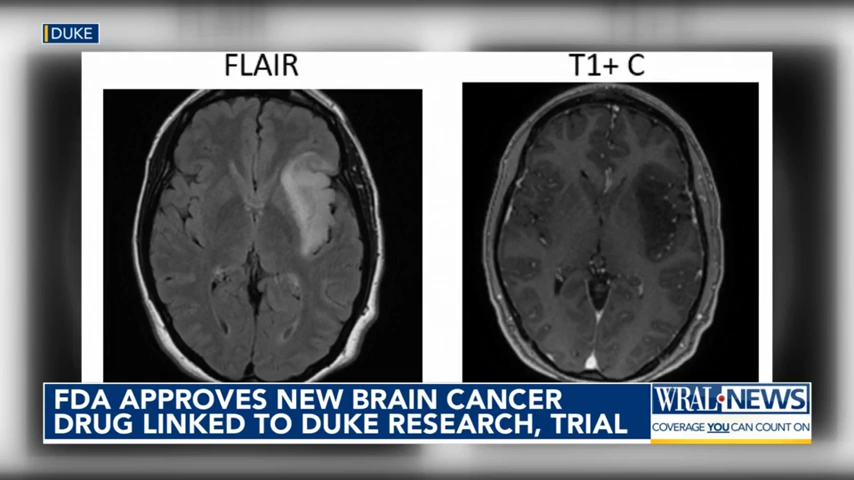 DUKE
FLAIR
T1+ C
FDA APPROVES NEW BRAIN CANCER
DRUG LINKED TO DUKE RESEARCH, TRIAL
WRAL NEWS
COVERAGE YOU CAN COUNT ON